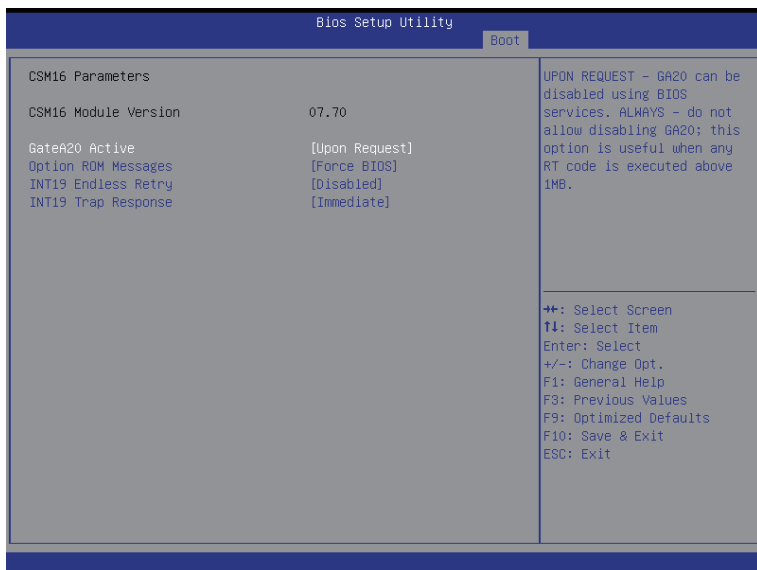 Bios Setup Utility
Boot
CSM16 Parameters
CSM16 Module Version 07.70
GateA20 Active [Upon Request]
Option ROM Messages [Force BIOS]
INT19 Endless Retry [Disabled]
INT19 Trap Response [Immediate]
UPON REQUEST - GA20 can be
disabled using BIOS
services. ALWAYS - do not
allow disabling GA20; this
option is useful when any
RT code is executed above
1MB.
→←: Select Screen
↑↓: Select Item
Enter: Select
+/-: Change Opt.
F1: General Help
F3: Previous Values
F9: Optimized Defaults
F10: Save & Exit
ESC: Exit